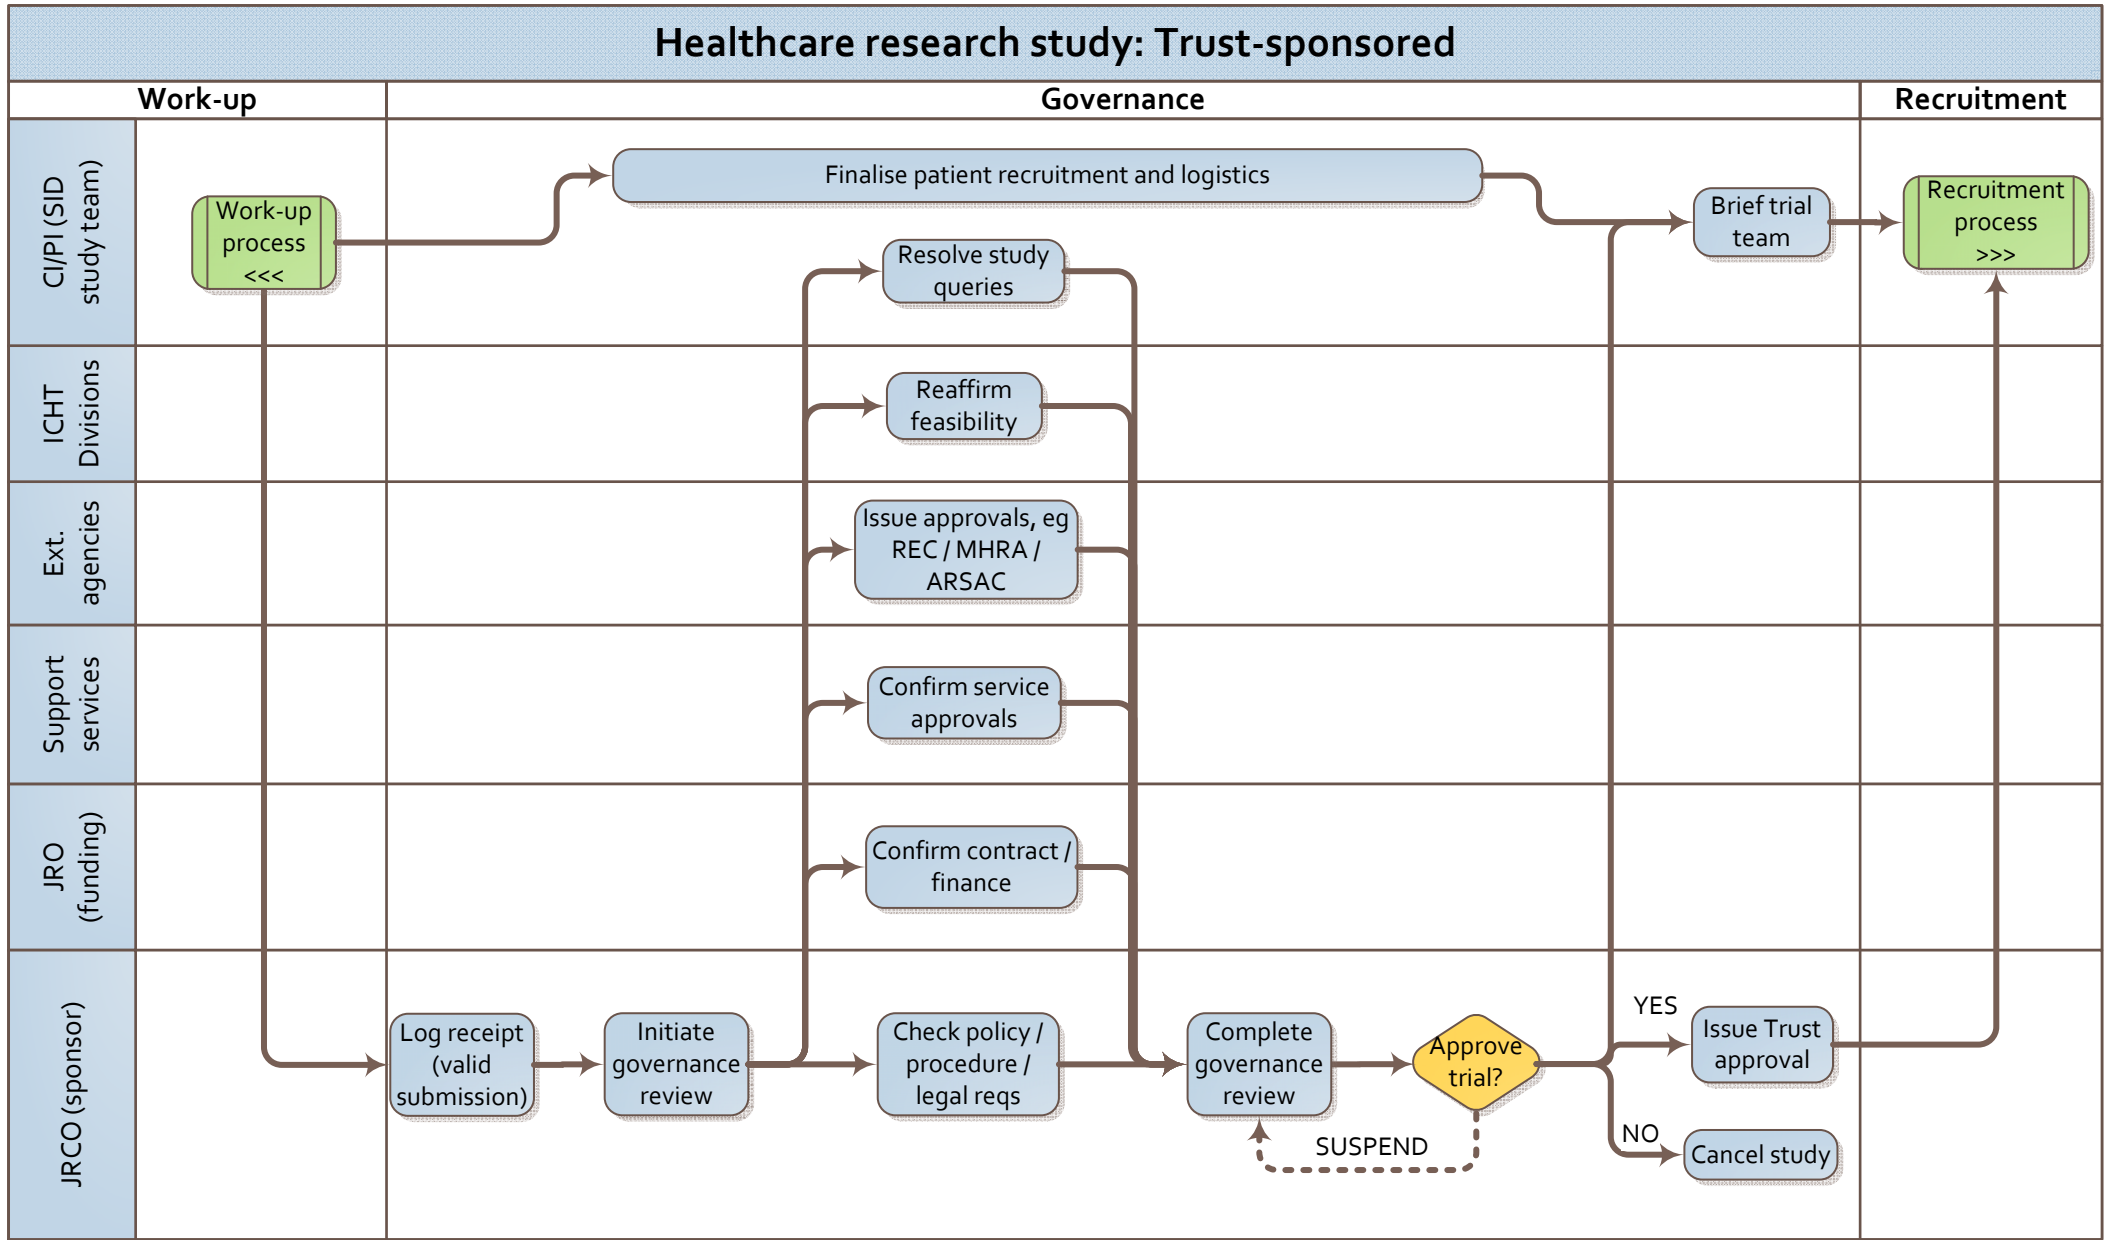 Healthcare research study: Trust-sponsored
Work-up
Governance
Recruitment
CI/PI (SID
study team)
Work-up
process
<<<
Finalise patient recruitment and logistics
Resolve study
queries
Brief trial
team
Recruitment
process
>>>
ICHT
Divisions
Reaffirm
feasibility
Ext.
agencies
Issue approvals, eg
REC / MHRA /
ARSAC
Support
services
Confirm service
approvals
JRO
(funding)
Confirm contract /
finance
JRCO (sponsor)
Log receipt
(valid
submission)
Initiate
governance
review
Check policy /
procedure /
legal reqs
Complete
governance
review
Approve
trial?
SUSPEND
YES
Issue Trust
approval
NO
Cancel study